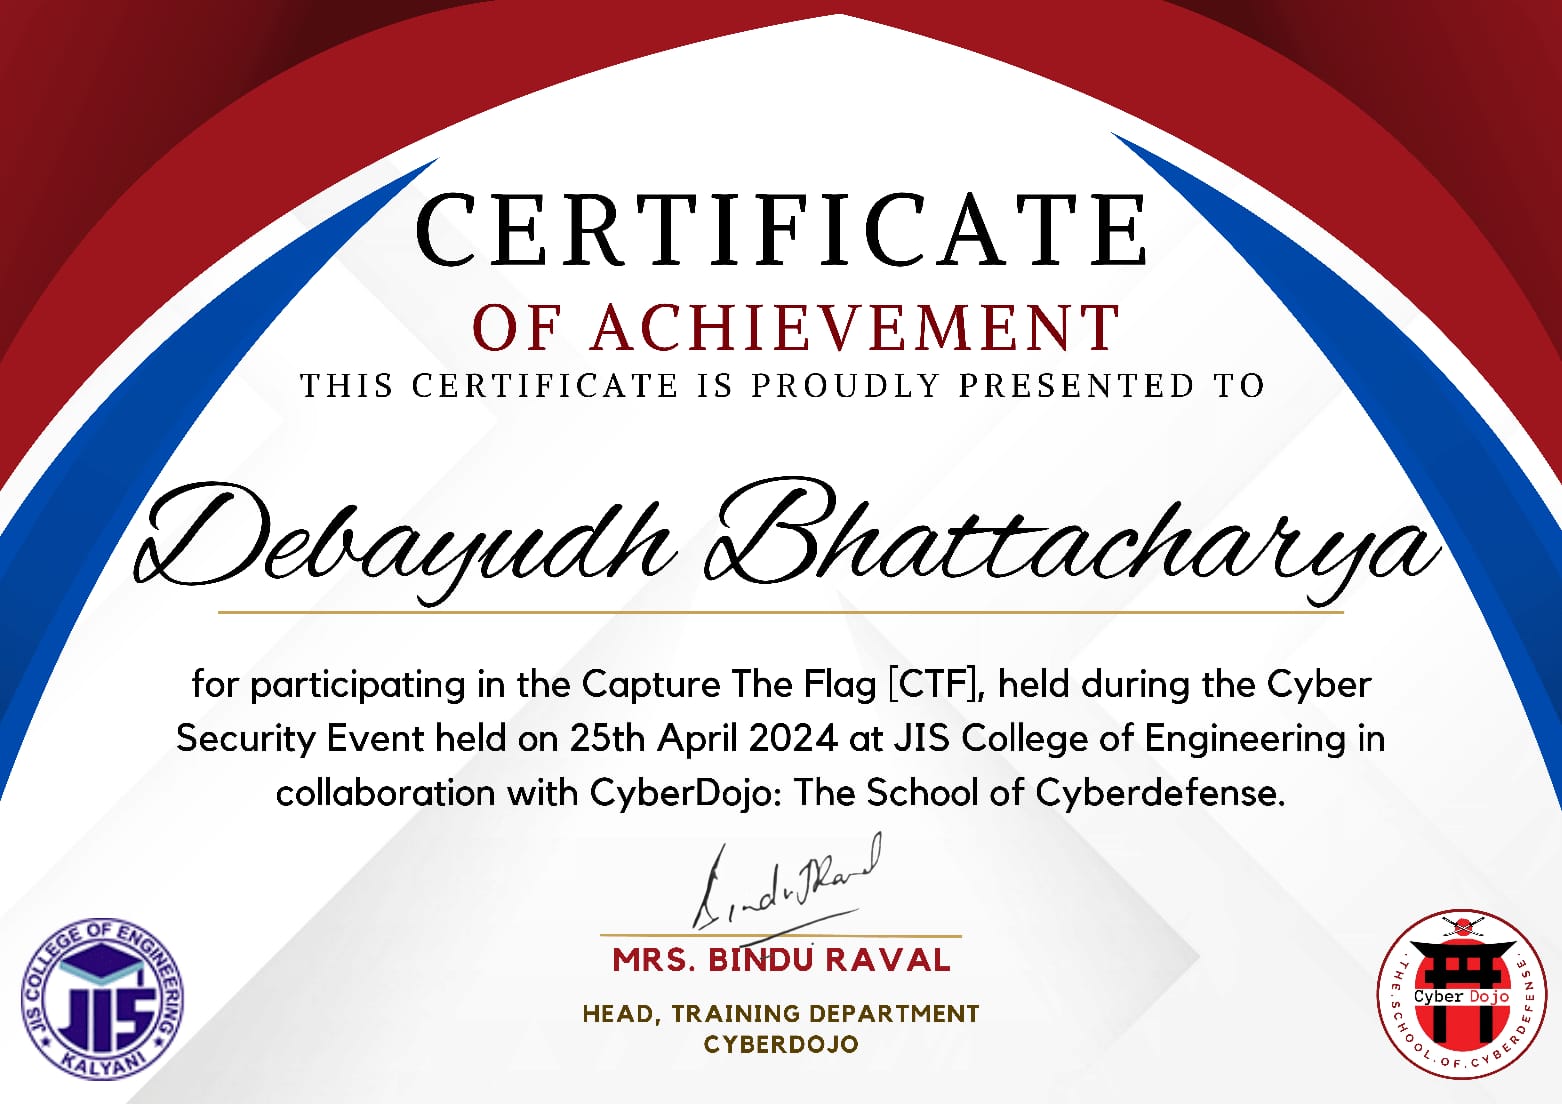 CERTIFICATE
OF ACHIEVEMENT
THIS CERTIFICATE IS PROUDLY PRESENTED TO
Debayudh Bhattacharya
for participating in the Capture The Flag [CTF], held during the Cyber
Security Event held on 25th April 2024 at JIS College of Engineering in
collaboration with CyberDojo: The School of Cyberdefense.
Bindu Raval
MRS. BINDU RAVAL
HEAD, TRAINING DEPARTMENT
CYBERDOJO
JIS COLLEGE OF ENGINEERING
JIS
KALYANI
Cyber Dojo
.THE.SCHOOL.OF.CYBERDEFENSE.